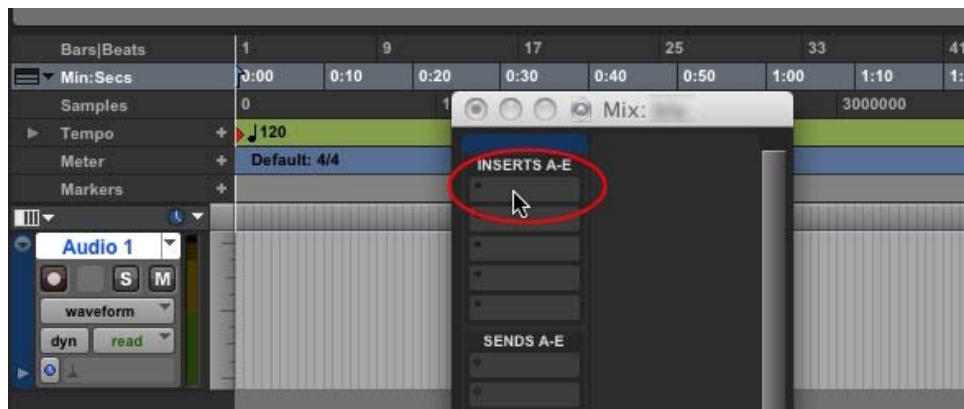 Bars|Beats 1 9 17 25 33 41
Min:Secs 0:00 0:10 0:20 0:30 0:40 0:50 1:00 1:10 1:
Samples 0 1 3000000
Tempo + 120
Meter + Default: 4/4
Markers +
Mix:
INSERTS A-E
Audio 1
S M
waveform
dyn read
SENDS A-E